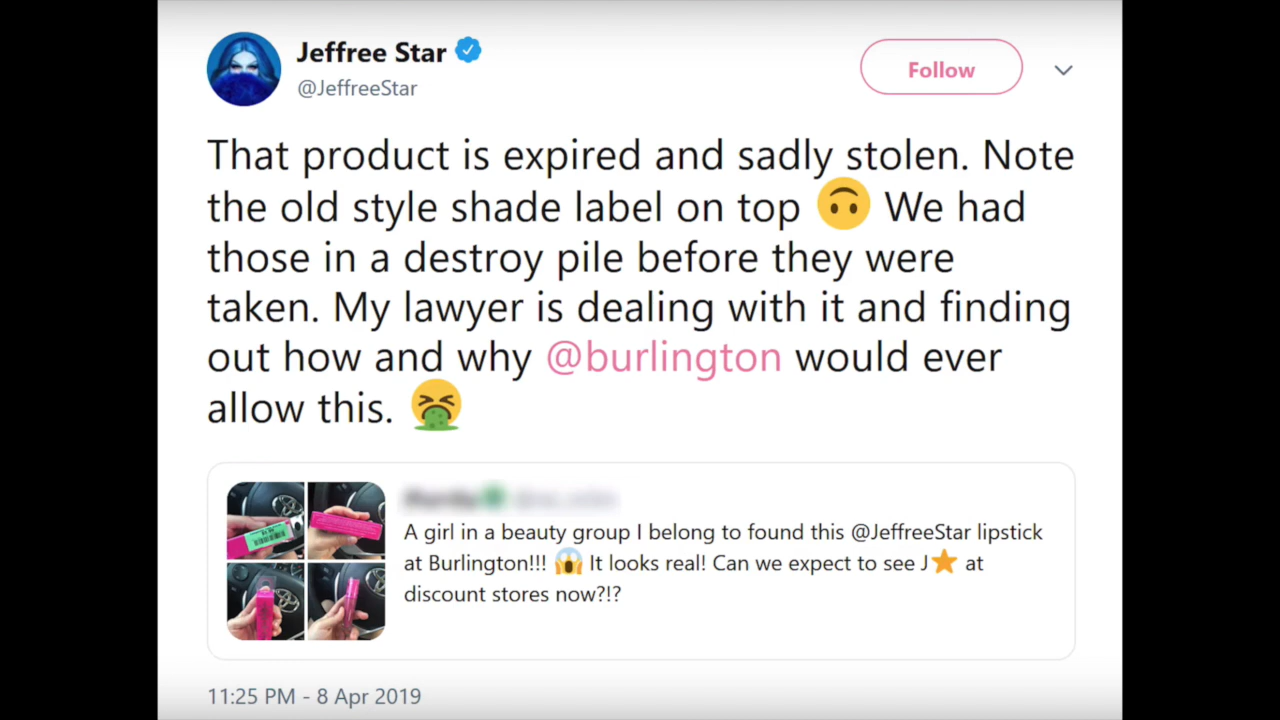 Jeffree Star
@JeffreeStar
Follow
That product is expired and sadly stolen. Note
the old style shade label on top 🙃 We had
those in a destroy pile before they were
taken. My lawyer is dealing with it and finding
out how and why @burlington would ever
allow this. 🤮
A girl in a beauty group I belong to found this @JeffreeStar lipstick
at Burlington!!! 😱 It looks real! Can we expect to see J⭐ at
discount stores now?!?
11:25 PM - 8 Apr 2019